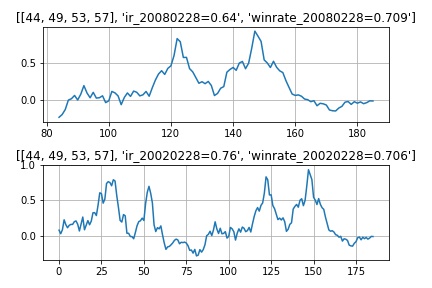 [[44, 49, 53, 57], 'ir_20080228=0.64', 'winrate_20080228=0.709']
0.5
0.0
80 100 120 140 160 180
[[44, 49, 53, 57], 'ir_20020228=0.76', 'winrate_20020228=0.706']
1.0
0.5
0.0
0 25 50 75 100 125 150 175